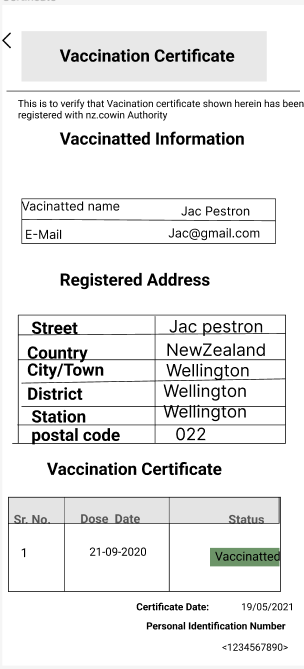 Vaccination Certificate
This is to verify that Vacination certificate shown herein has been
registered with nz.cowin Authority
Vaccinatted Information
Vacinatted name Jac Pestron
E-Mail Jac@gmail.com
Registered Address
Street Jac pestron
Country NewZealand
City/Town Wellington
District Wellington
Station Wellington
postal code 022
Vaccination Certificate
Sr. No. Dose Date Status
1 21-09-2020 Vaccinatted
Certificate Date: 19/05/2021
Personal Identification Number
<1234567890>